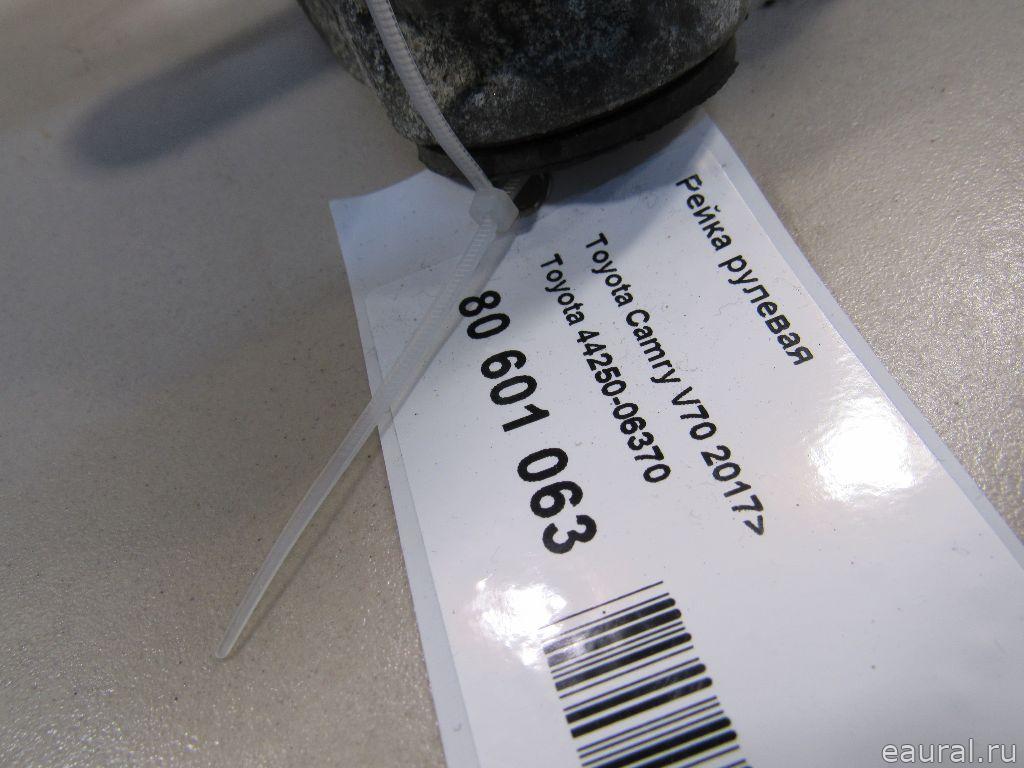 Рейка рулевая
Toyota Camry V70 2017>
Toyota 44250-06370
80 601 063
eaural.ru